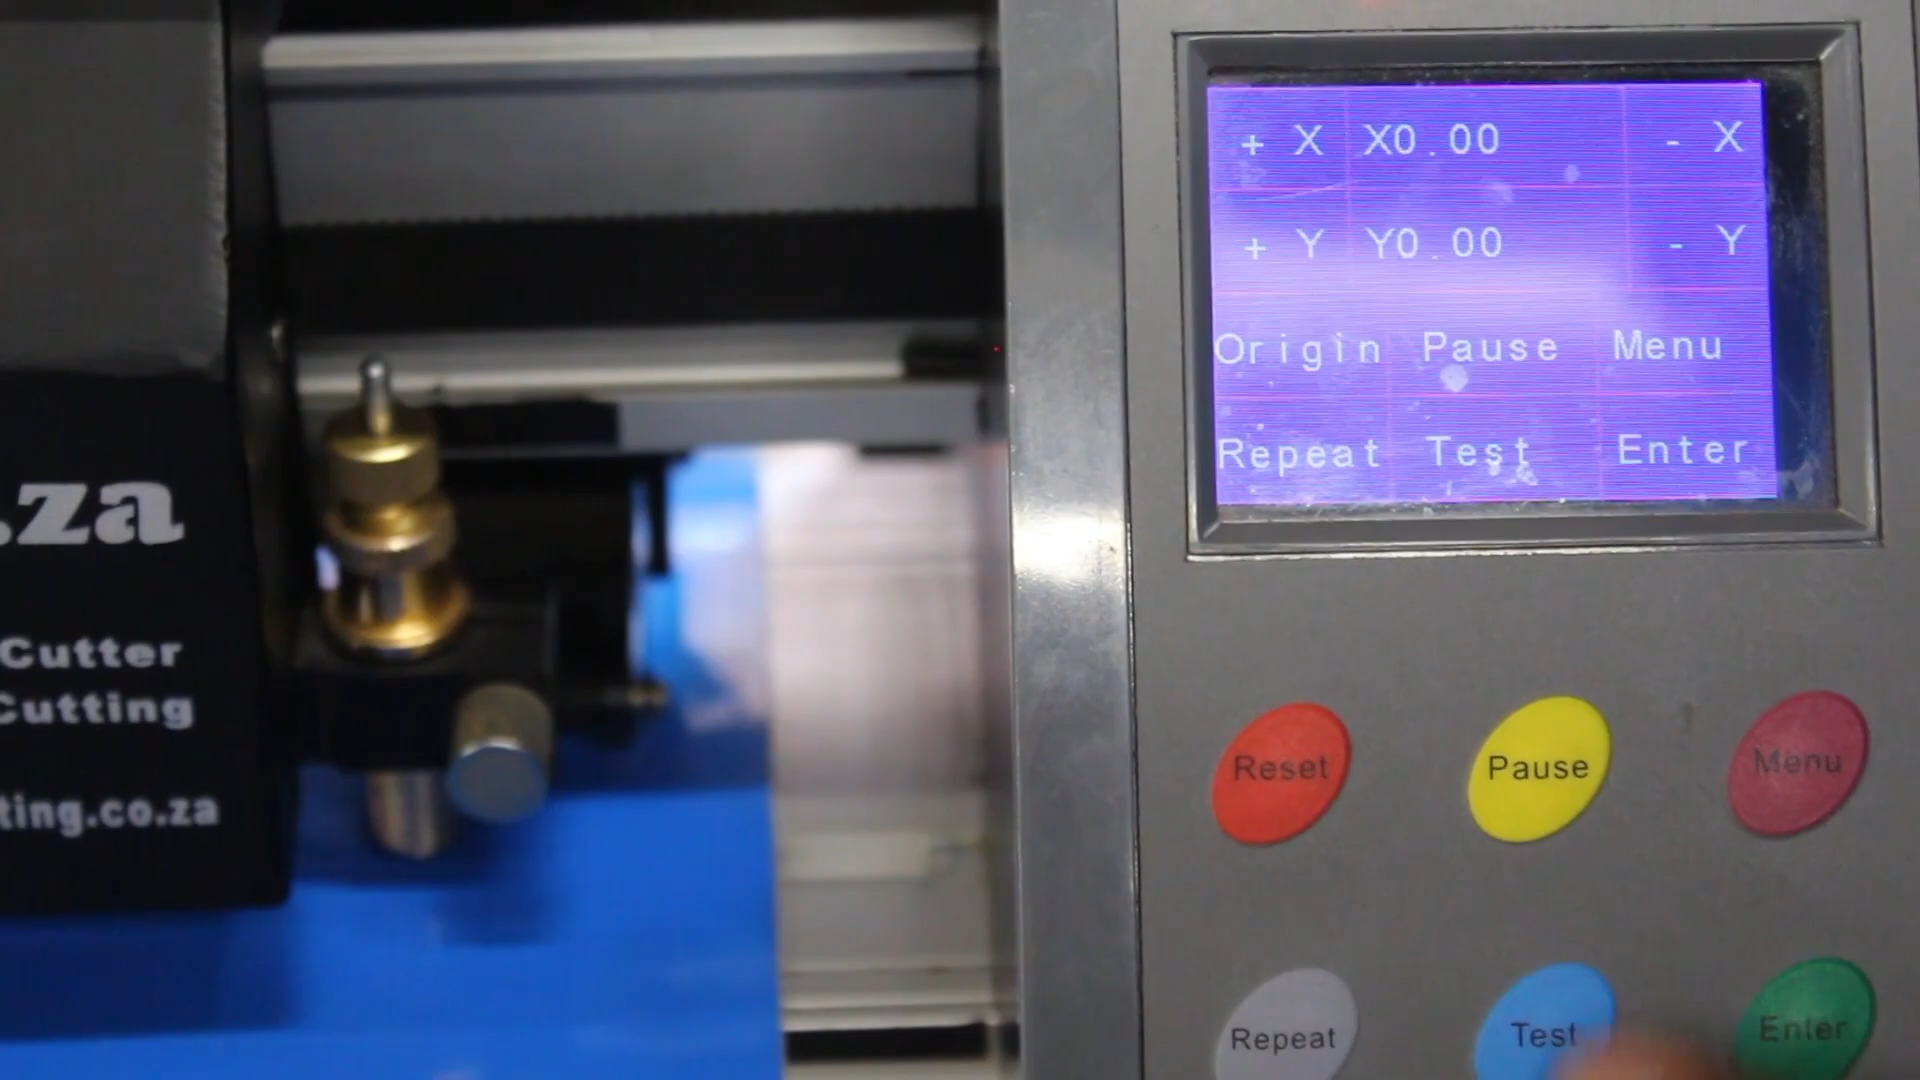 .za
Cutter
Cutting
ting.co.za
+ X X0.00 - X
+ Y Y0.00 - Y
Origin Pause Menu
Repeat Test Enter
Reset Pause Menu
Repeat Test Enter